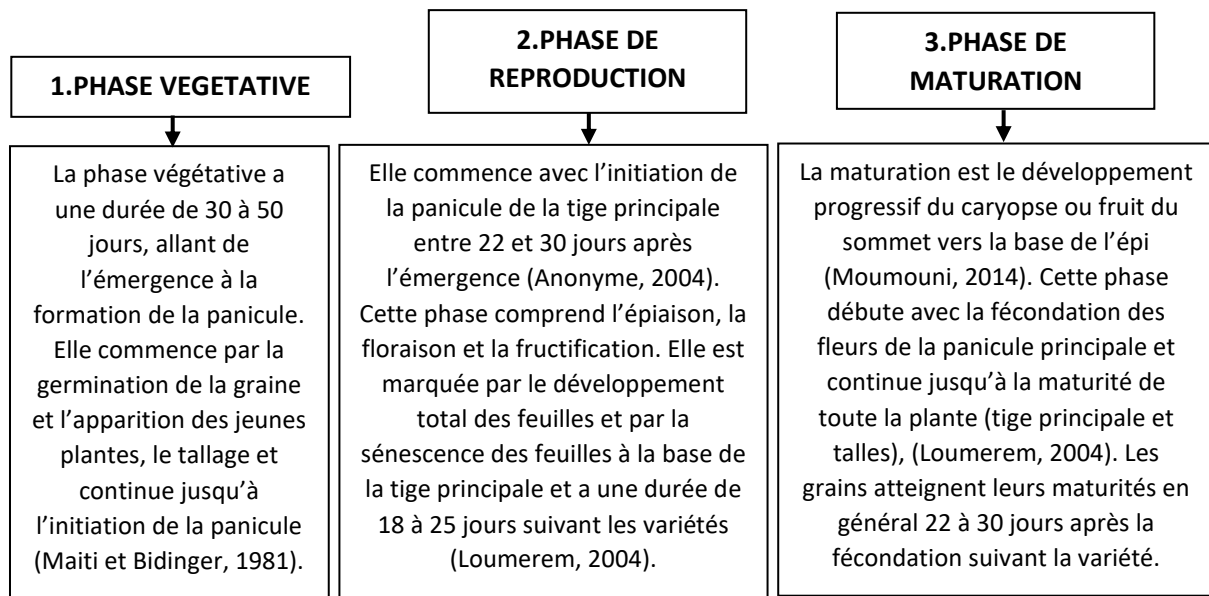 1.PHASE VEGETATIVE
La phase végétative a
une durée de 30 à 50
jours, allant de
l’émergence à la
formation de la panicule.
Elle commence par la
germination de la graine
et l’apparition des jeunes
plantes, le tallage et
continue jusqu’à
l’initiation de la panicule
(Maiti et Bidinger, 1981).
2.PHASE DE
REPRODUCTION
Elle commence avec l’initiation de
la panicule de la tige principale
entre 22 et 30 jours après
l’émergence (Anonyme, 2004).
Cette phase comprend l’épiaison, la
floraison et la fructification. Elle est
marquée par le développement
total des feuilles et par la
sénescence des feuilles à la base de
la tige principale et a une durée de
18 à 25 jours suivant les variétés
(Loumerem, 2004).
3.PHASE DE
MATURATION
La maturation est le développement
progressif du caryopse ou fruit du
sommet vers la base de l’épi
(Moumouni, 2014). Cette phase
débute avec la fécondation des
fleurs de la panicule principale et
continue jusqu’à la maturité de
toute la plante (tige principale et
talles), (Loumerem, 2004). Les
grains atteignent leurs maturités en
général 22 à 30 jours après la
fécondation suivant la variété.